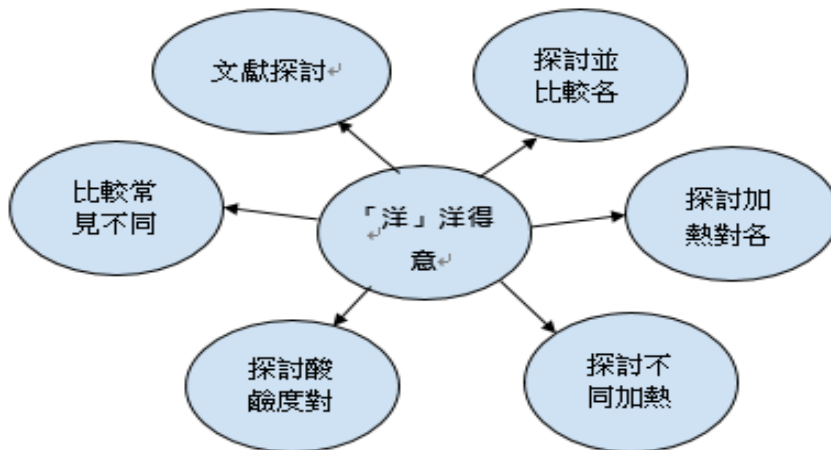 文獻探討
探討並
比較各
比較常
見不同
「洋」洋得
意
探討加
熱對各
探討酸
鹼度對
探討不
同加熱